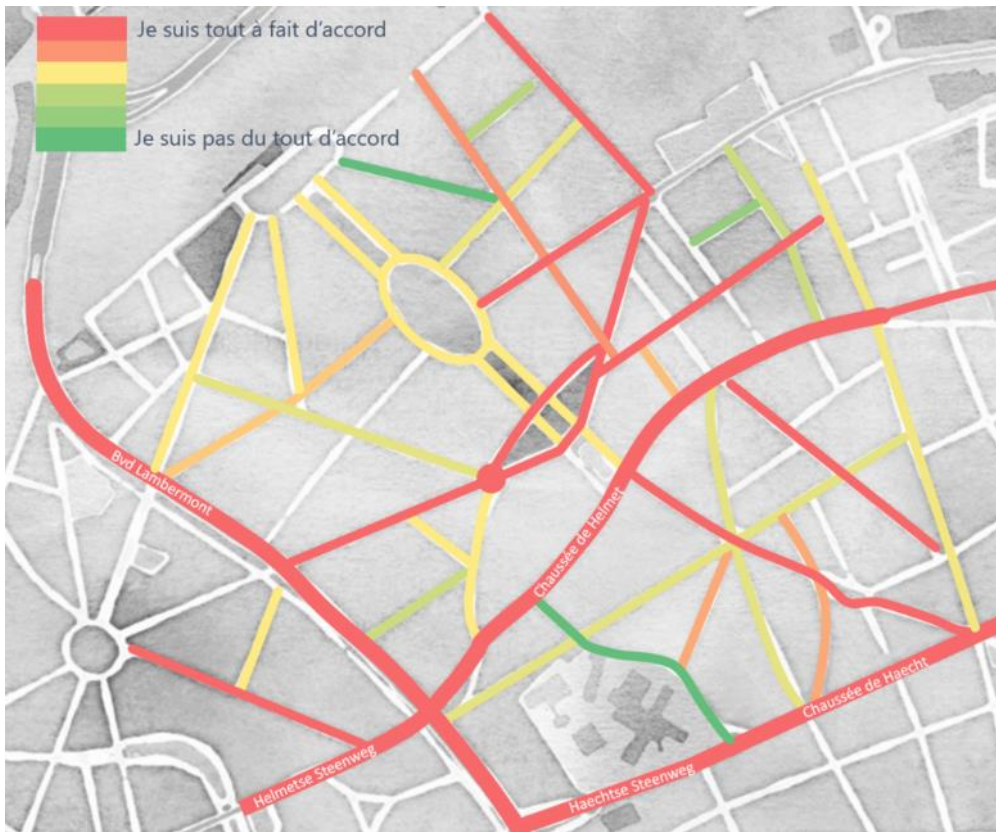 Je suis tout à fait d'accord
Je suis pas du tout d'accord
Bvd Lambermont
Chaussée de Helmet
Chaussée de Haecht
Helmetse Steenweg
Haechtse Steenweg